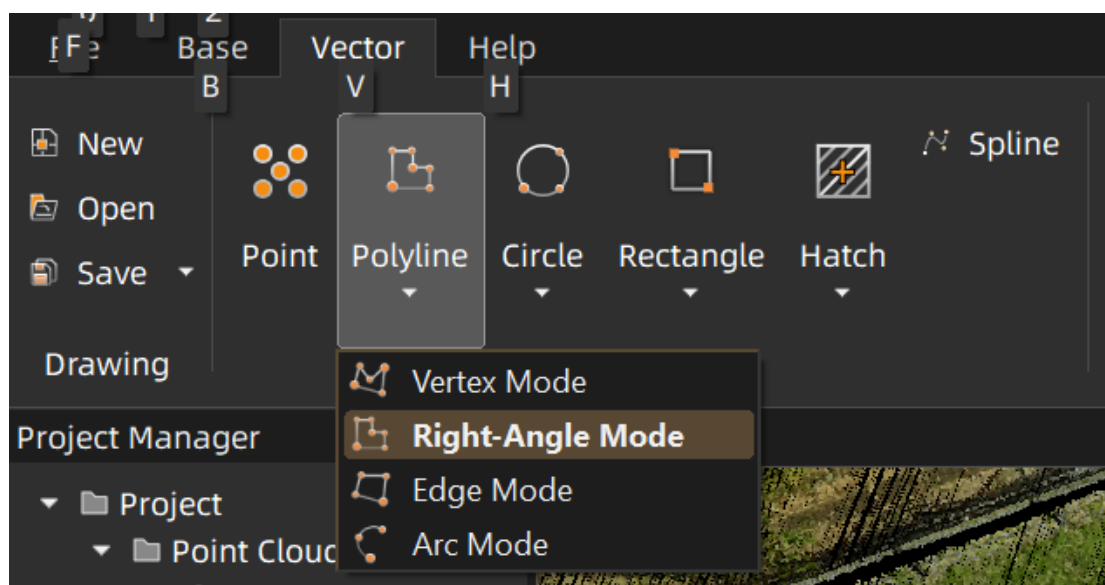 File Base Vector Help
F B V H
New
Open
Save
Drawing
Point Polyline Circle Rectangle Hatch
Spline
Vertex Mode
Right-Angle Mode
Edge Mode
Arc Mode
Project Manager
Project
Point Cloud